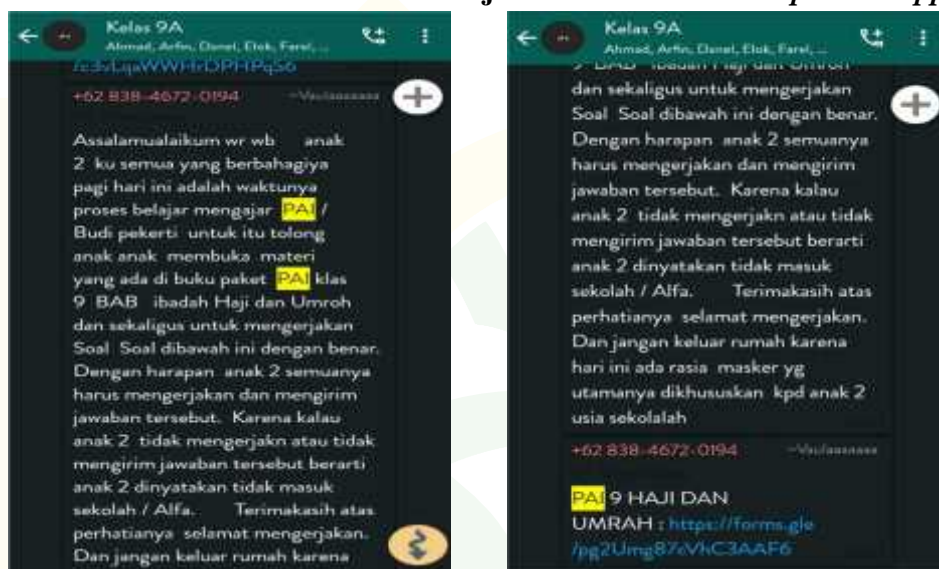 Kelas 9A
Ahmad, Arfin, Danel, Elok, Farel, ...
+62 838-4672-0194
Assalamualaikum wr wb anak
2 ku semua yang berbahagiya
pagi hari ini adalah waktunya
proses belajar mengajar PAI /
Budi pekerti untuk itu tolong
anak anak membuka materi
yang ada di buku paket PAI klas
9 BAB ibadah Haji dan Umroh
dan sekaligus untuk mengerjakan
Soal Soal dibawah ini dengan benar.
Dengan harapan anak 2 semuanya
harus mengerjakan dan mengirim
jawaban tersebut. Karena kalau
anak 2 tidak mengerjakn atau tidak
mengirim jawaban tersebut berarti
anak 2 dinyatakan tidak masuk
sekolah / Alfa. Terimakasih atas
perhatianya selamat mengerjakan.
Dan jangan keluar rumah karena
Kelas 9A
Ahmad, Arfin, Danel, Elok, Farel, ...
9 BAB ibadah Haji dan Umroh
dan sekaligus untuk mengerjakan
Soal Soal dibawah ini dengan benar.
Dengan harapan anak 2 semuanya
harus mengerjakan dan mengirim
jawaban tersebut. Karena kalau
anak 2 tidak mengerjakn atau tidak
mengirim jawaban tersebut berarti
anak 2 dinyatakan tidak masuk
sekolah / Alfa. Terimakasih atas
perhatianya selamat mengerjakan.
Dan jangan keluar rumah karena
hari ini ada rasia masker yg
utamanya dikhususkan kpd anak 2
usia sekolalah
+62 838-4672-0194
PAI 9 HAJI DAN
UMRAH : https://forms.gle
/pg2Umg87cVhC3AAF6